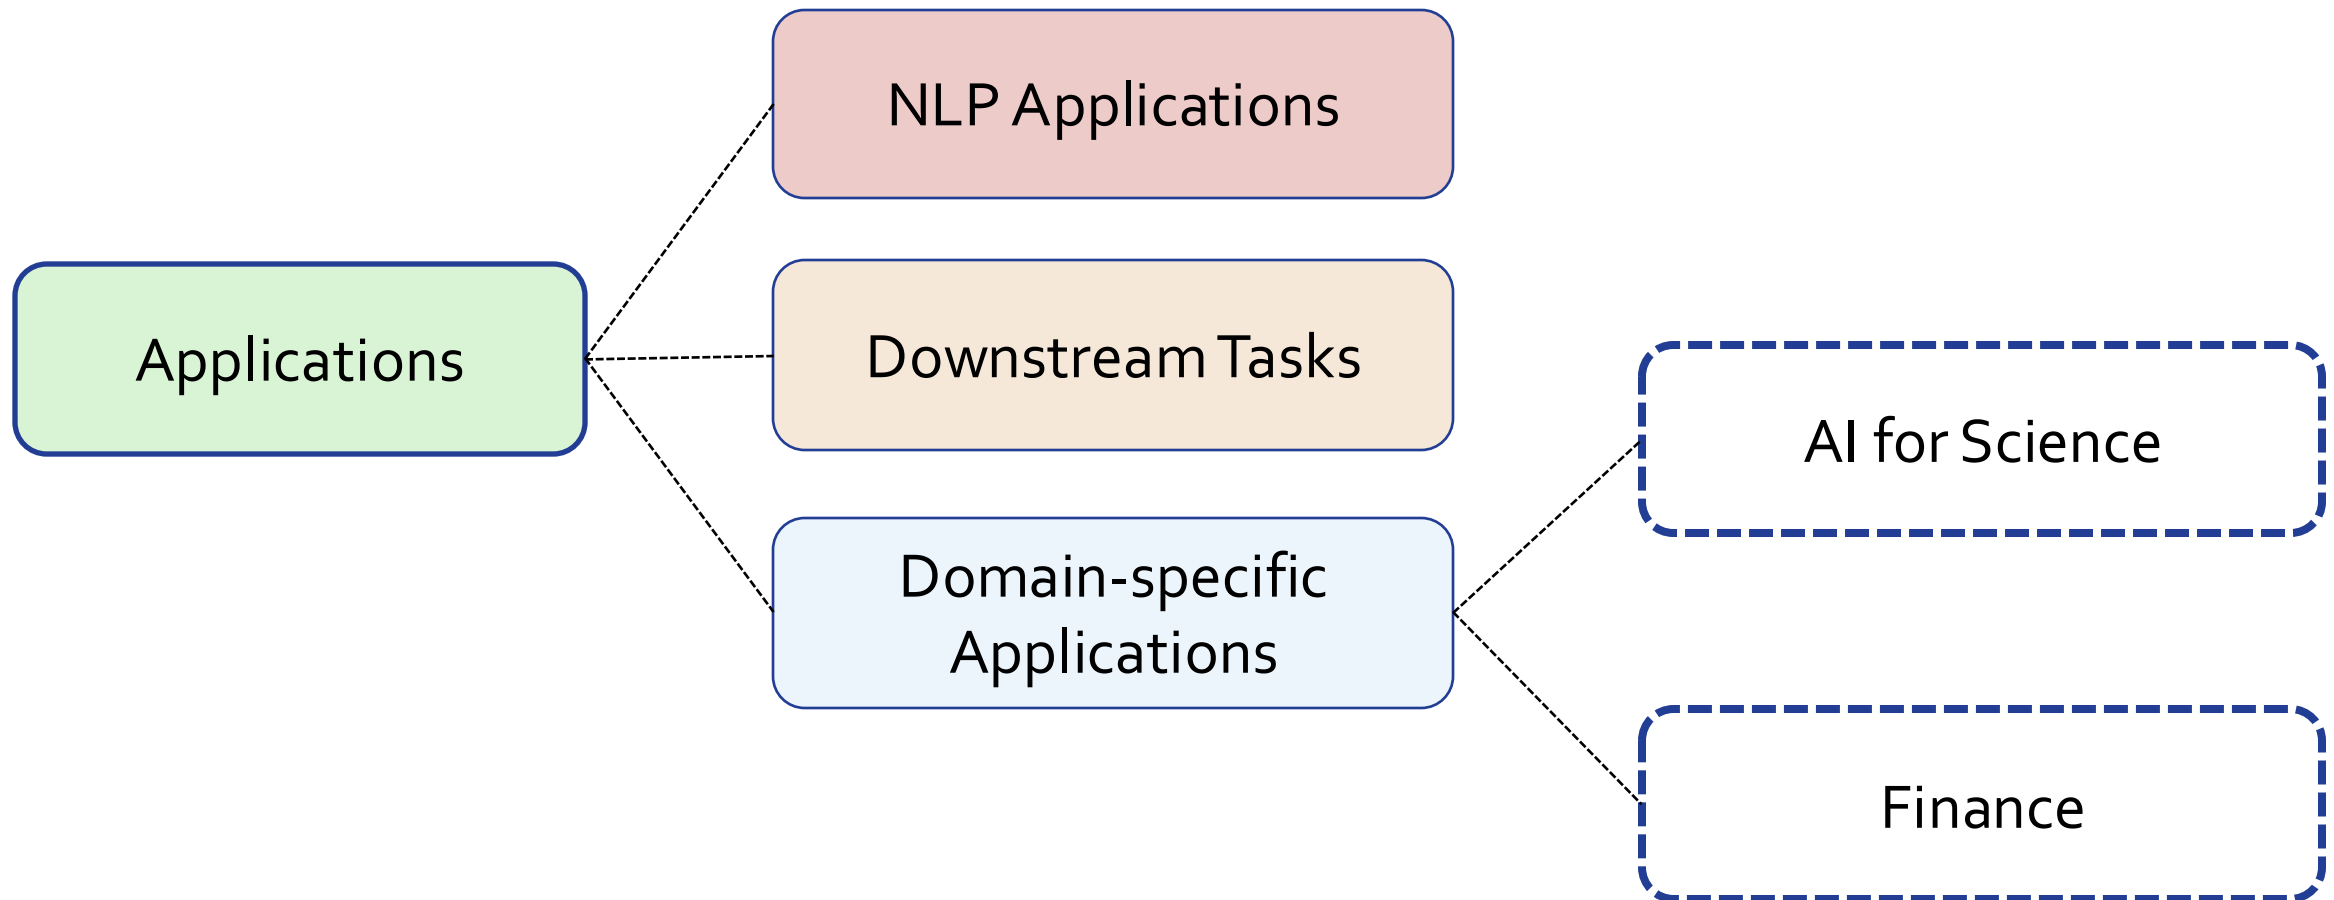 NLP Applications
Applications
Downstream Tasks
Domain-specific
Applications
AI for Science
Finance